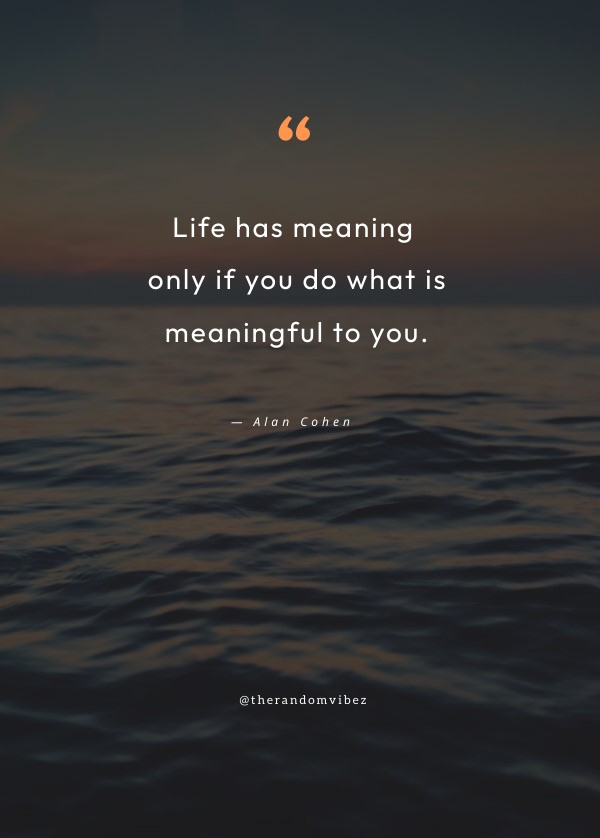 “
Life has meaning
only if you do what is
meaningful to you.
— Alan Cohen
@therandomvibez